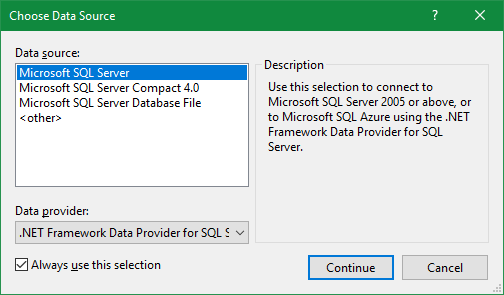 Choose Data Source
Data source:
Microsoft SQL Server
Microsoft SQL Server Compact 4.0
Microsoft SQL Server Database File
<other>
Description
Use this selection to connect to
Microsoft SQL Server 2005 or above, or
to Microsoft SQL Azure using the .NET
Framework Data Provider for SQL
Server.
Data provider:
.NET Framework Data Provider for SQL S
Always use this selection
Continue
Cancel